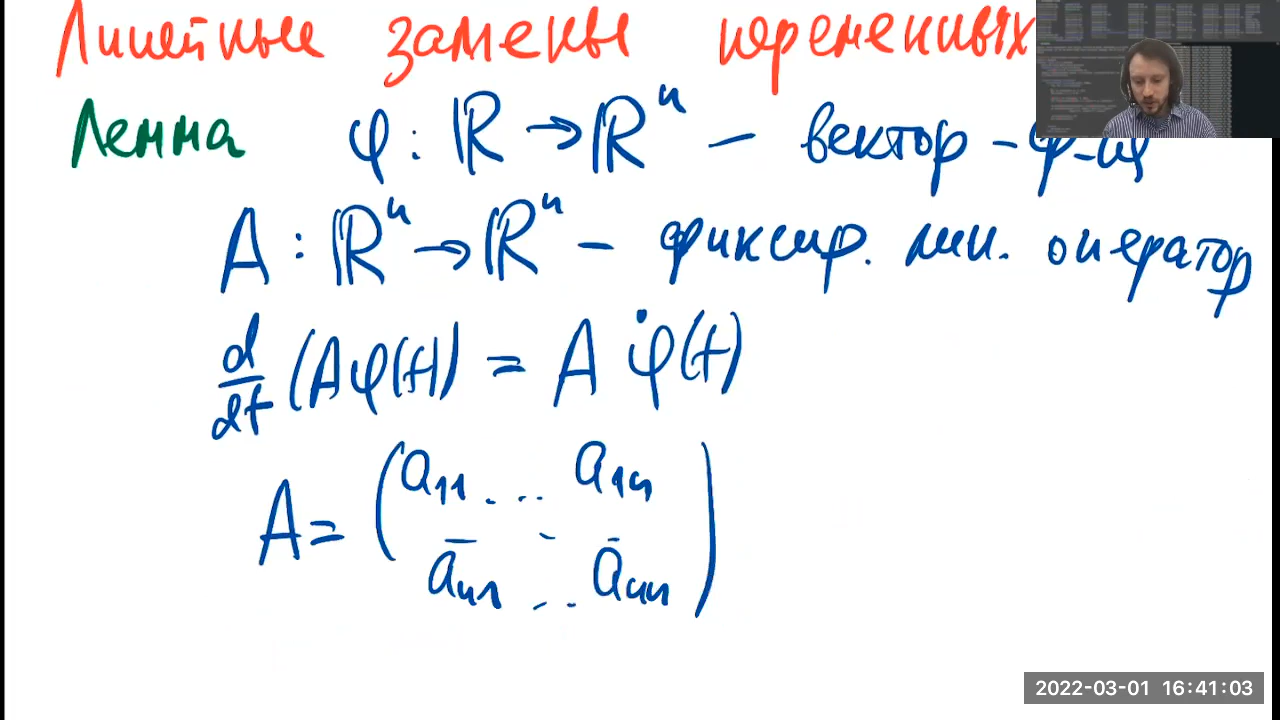 Линейные замены переменных
Лемма φ: ℝ → ℝⁿ — вектор-ф-ия
A: ℝⁿ → ℝⁿ — фиксир. лин. оператор
d/dt (Aφ(t)) = A φ̇(t)
A = ( a₁₁ ... a₁ₙ
aₙ₁ ... aₙₙ )
2022-03-01 16:41:03